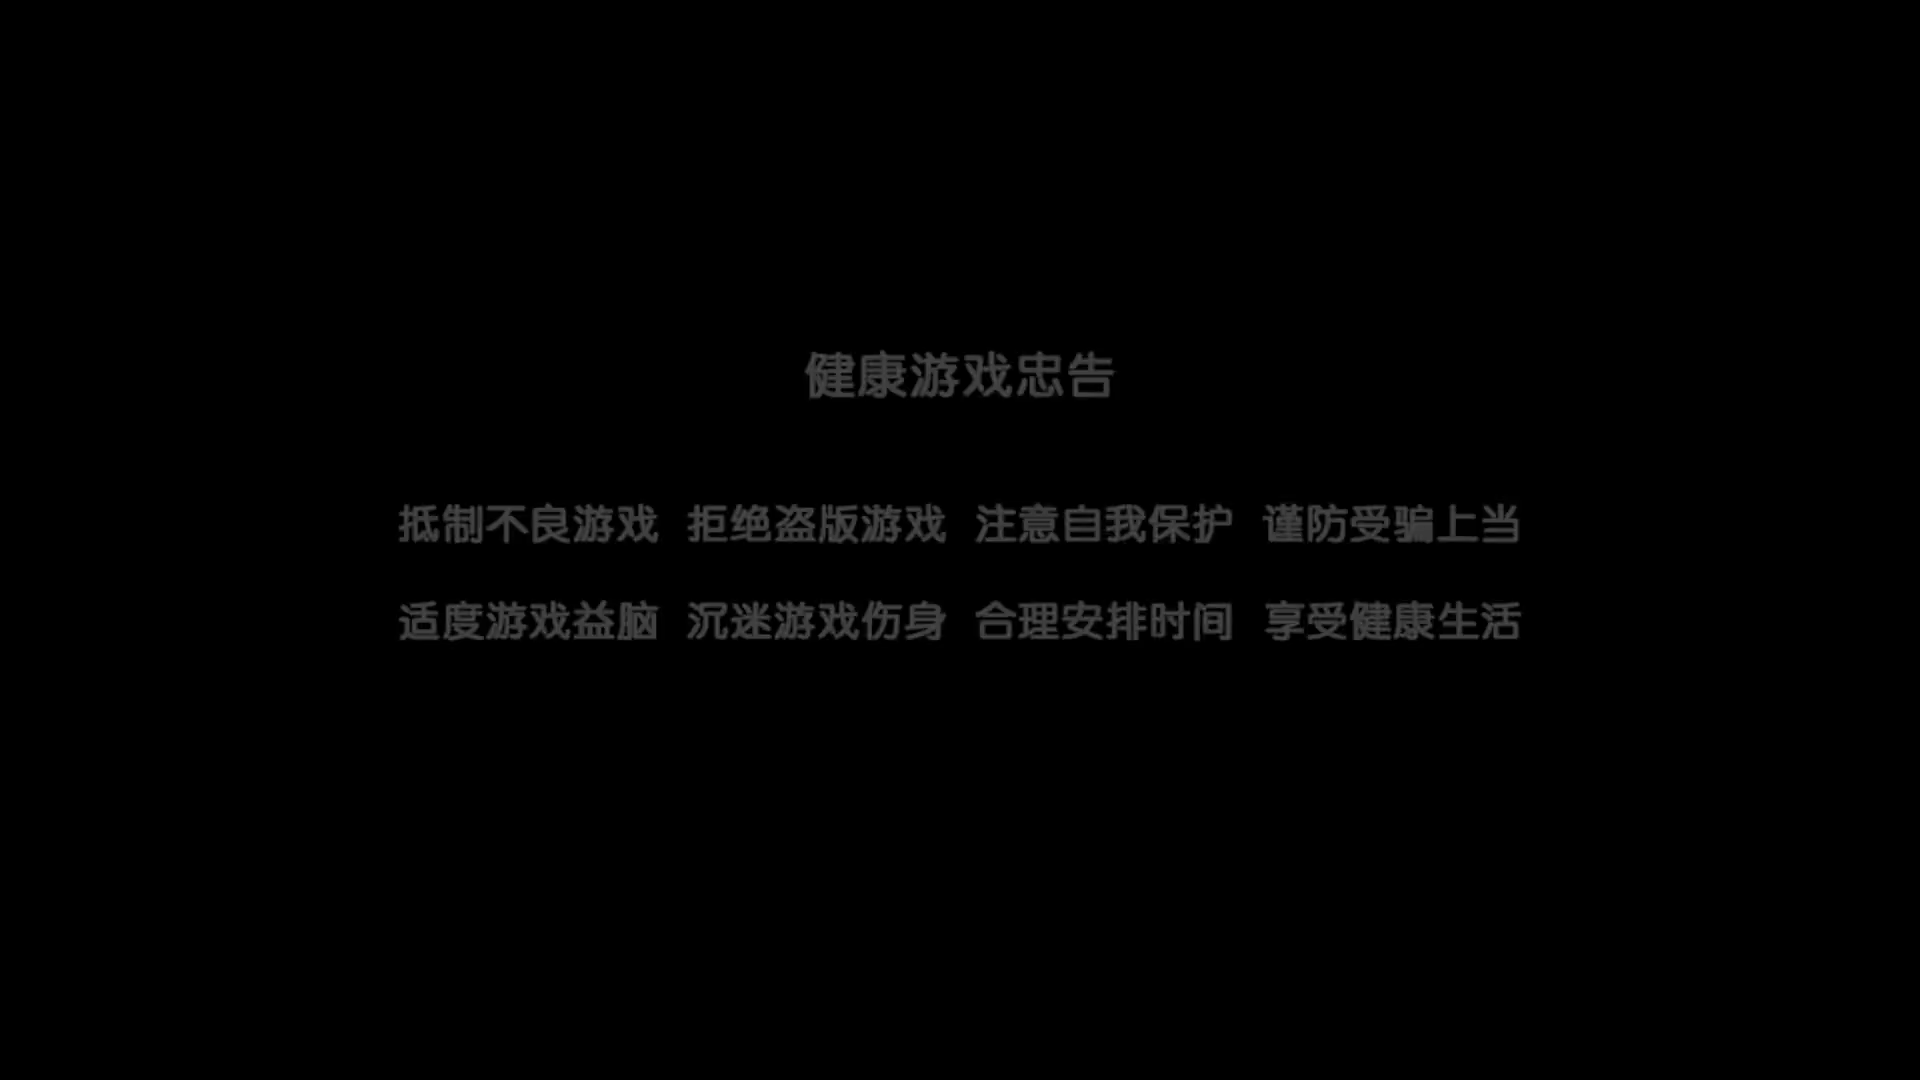 健康游戏忠告
抵制不良游戏 拒绝盗版游戏 注意自我保护 谨防受骗上当
适度游戏益脑 沉迷游戏伤身 合理安排时间 享受健康生活